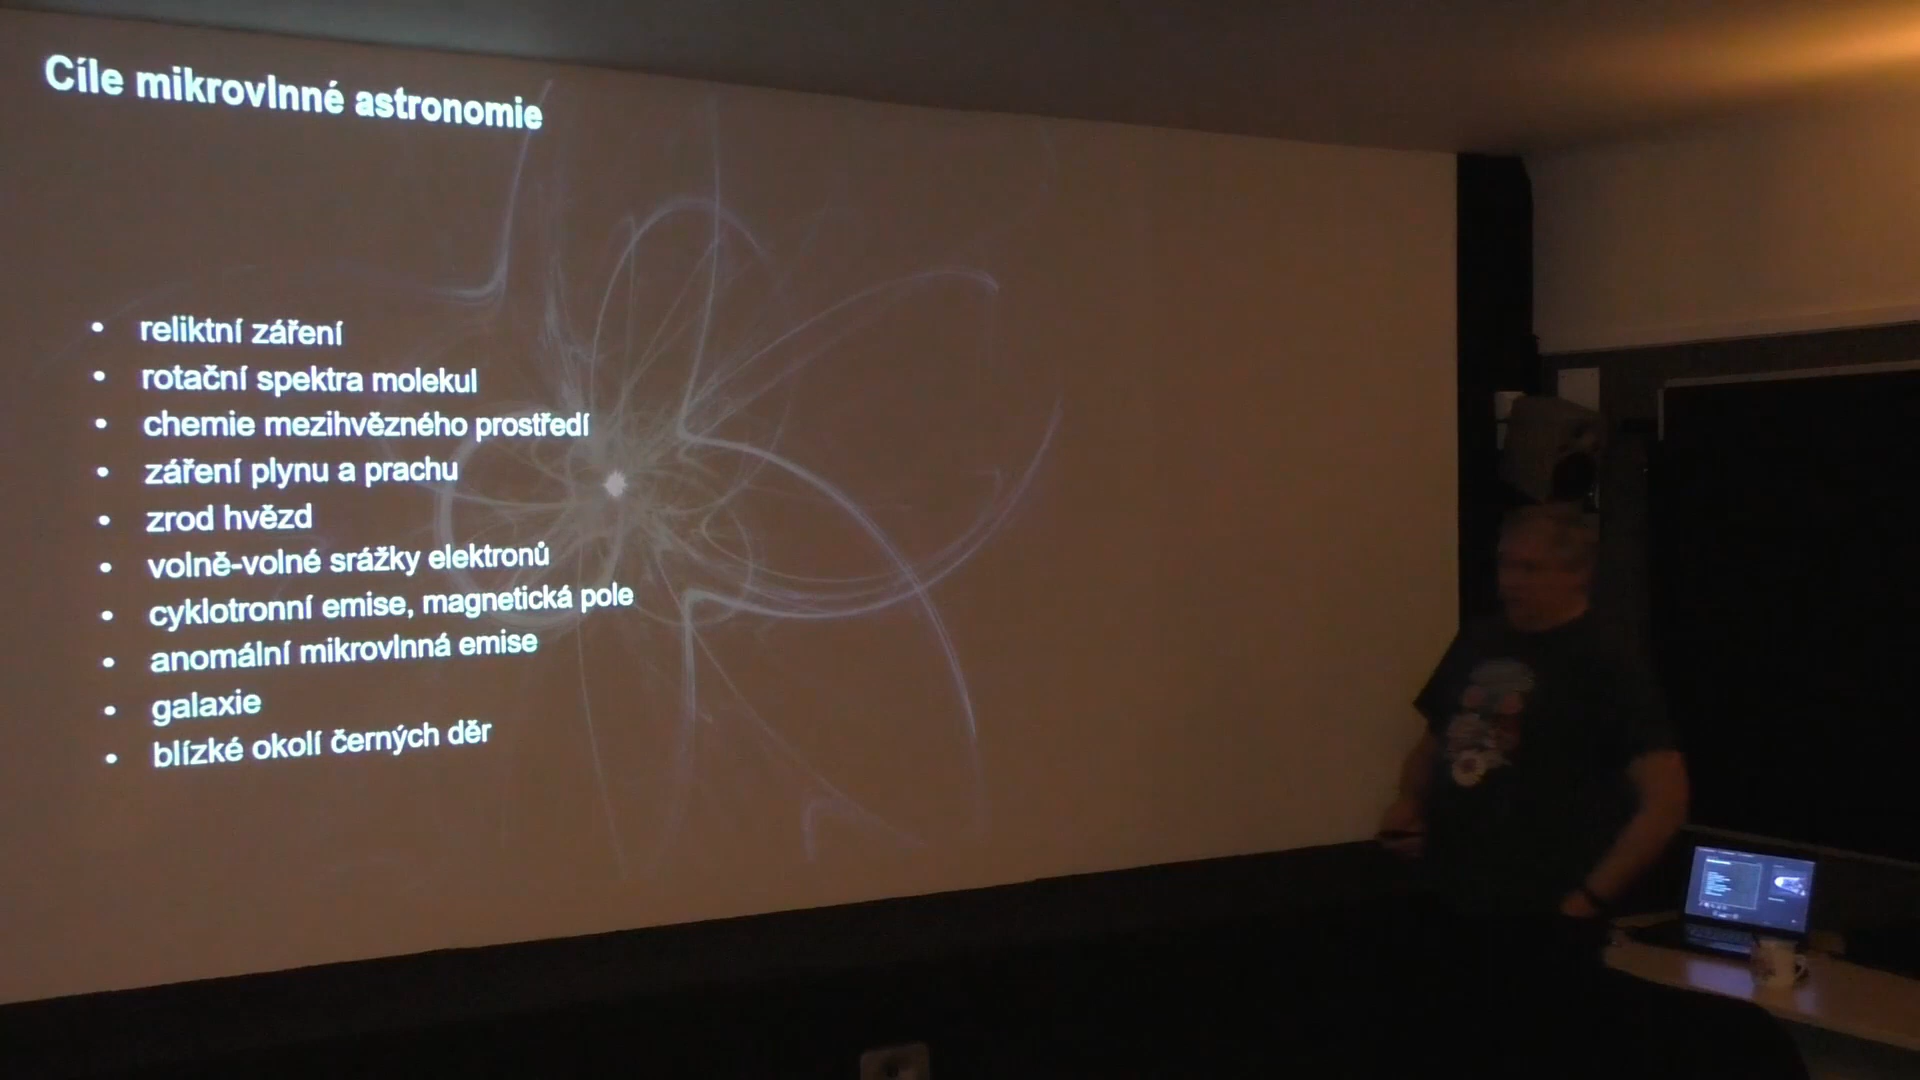 Cíle mikrovlnné astronomie
• reliktní záření
• rotační spektra molekul
• chemie mezihvězného prostředí
• záření plynu a prachu
• zrod hvězd
• volně-volné srážky elektronů
• cyklotronní emise, magnetická pole
• anomální mikrovlnná emise
• galaxie
• blízké okolí černých děr